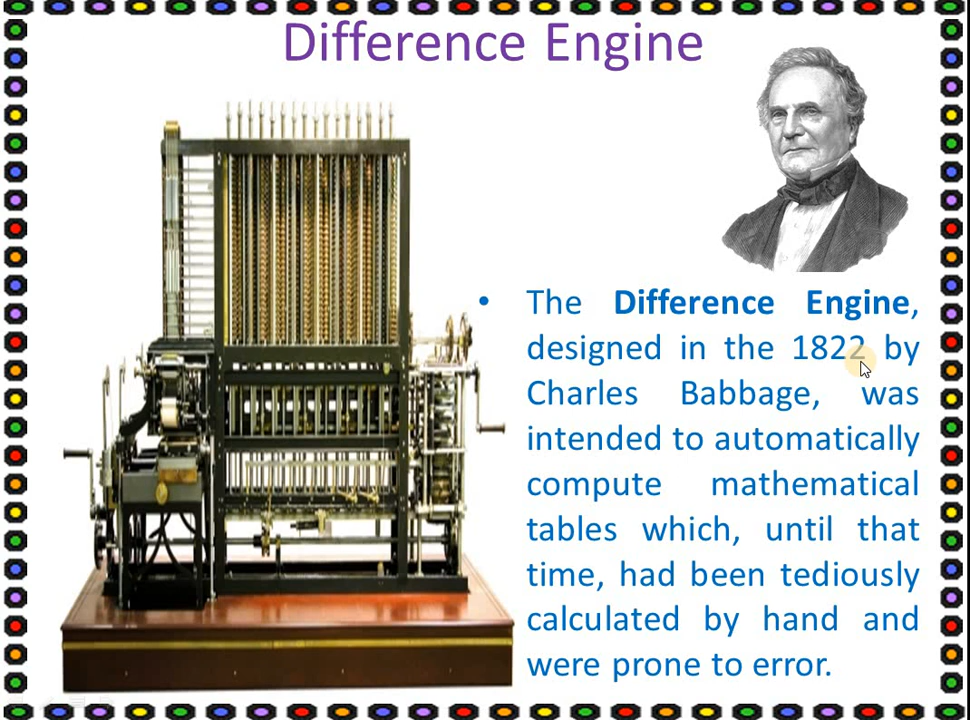 Difference Engine
• The Difference Engine,
designed in the 1822 by
Charles Babbage, was
intended to automatically
compute mathematical
tables which, until that
time, had been tediously
calculated by hand and
were prone to error.